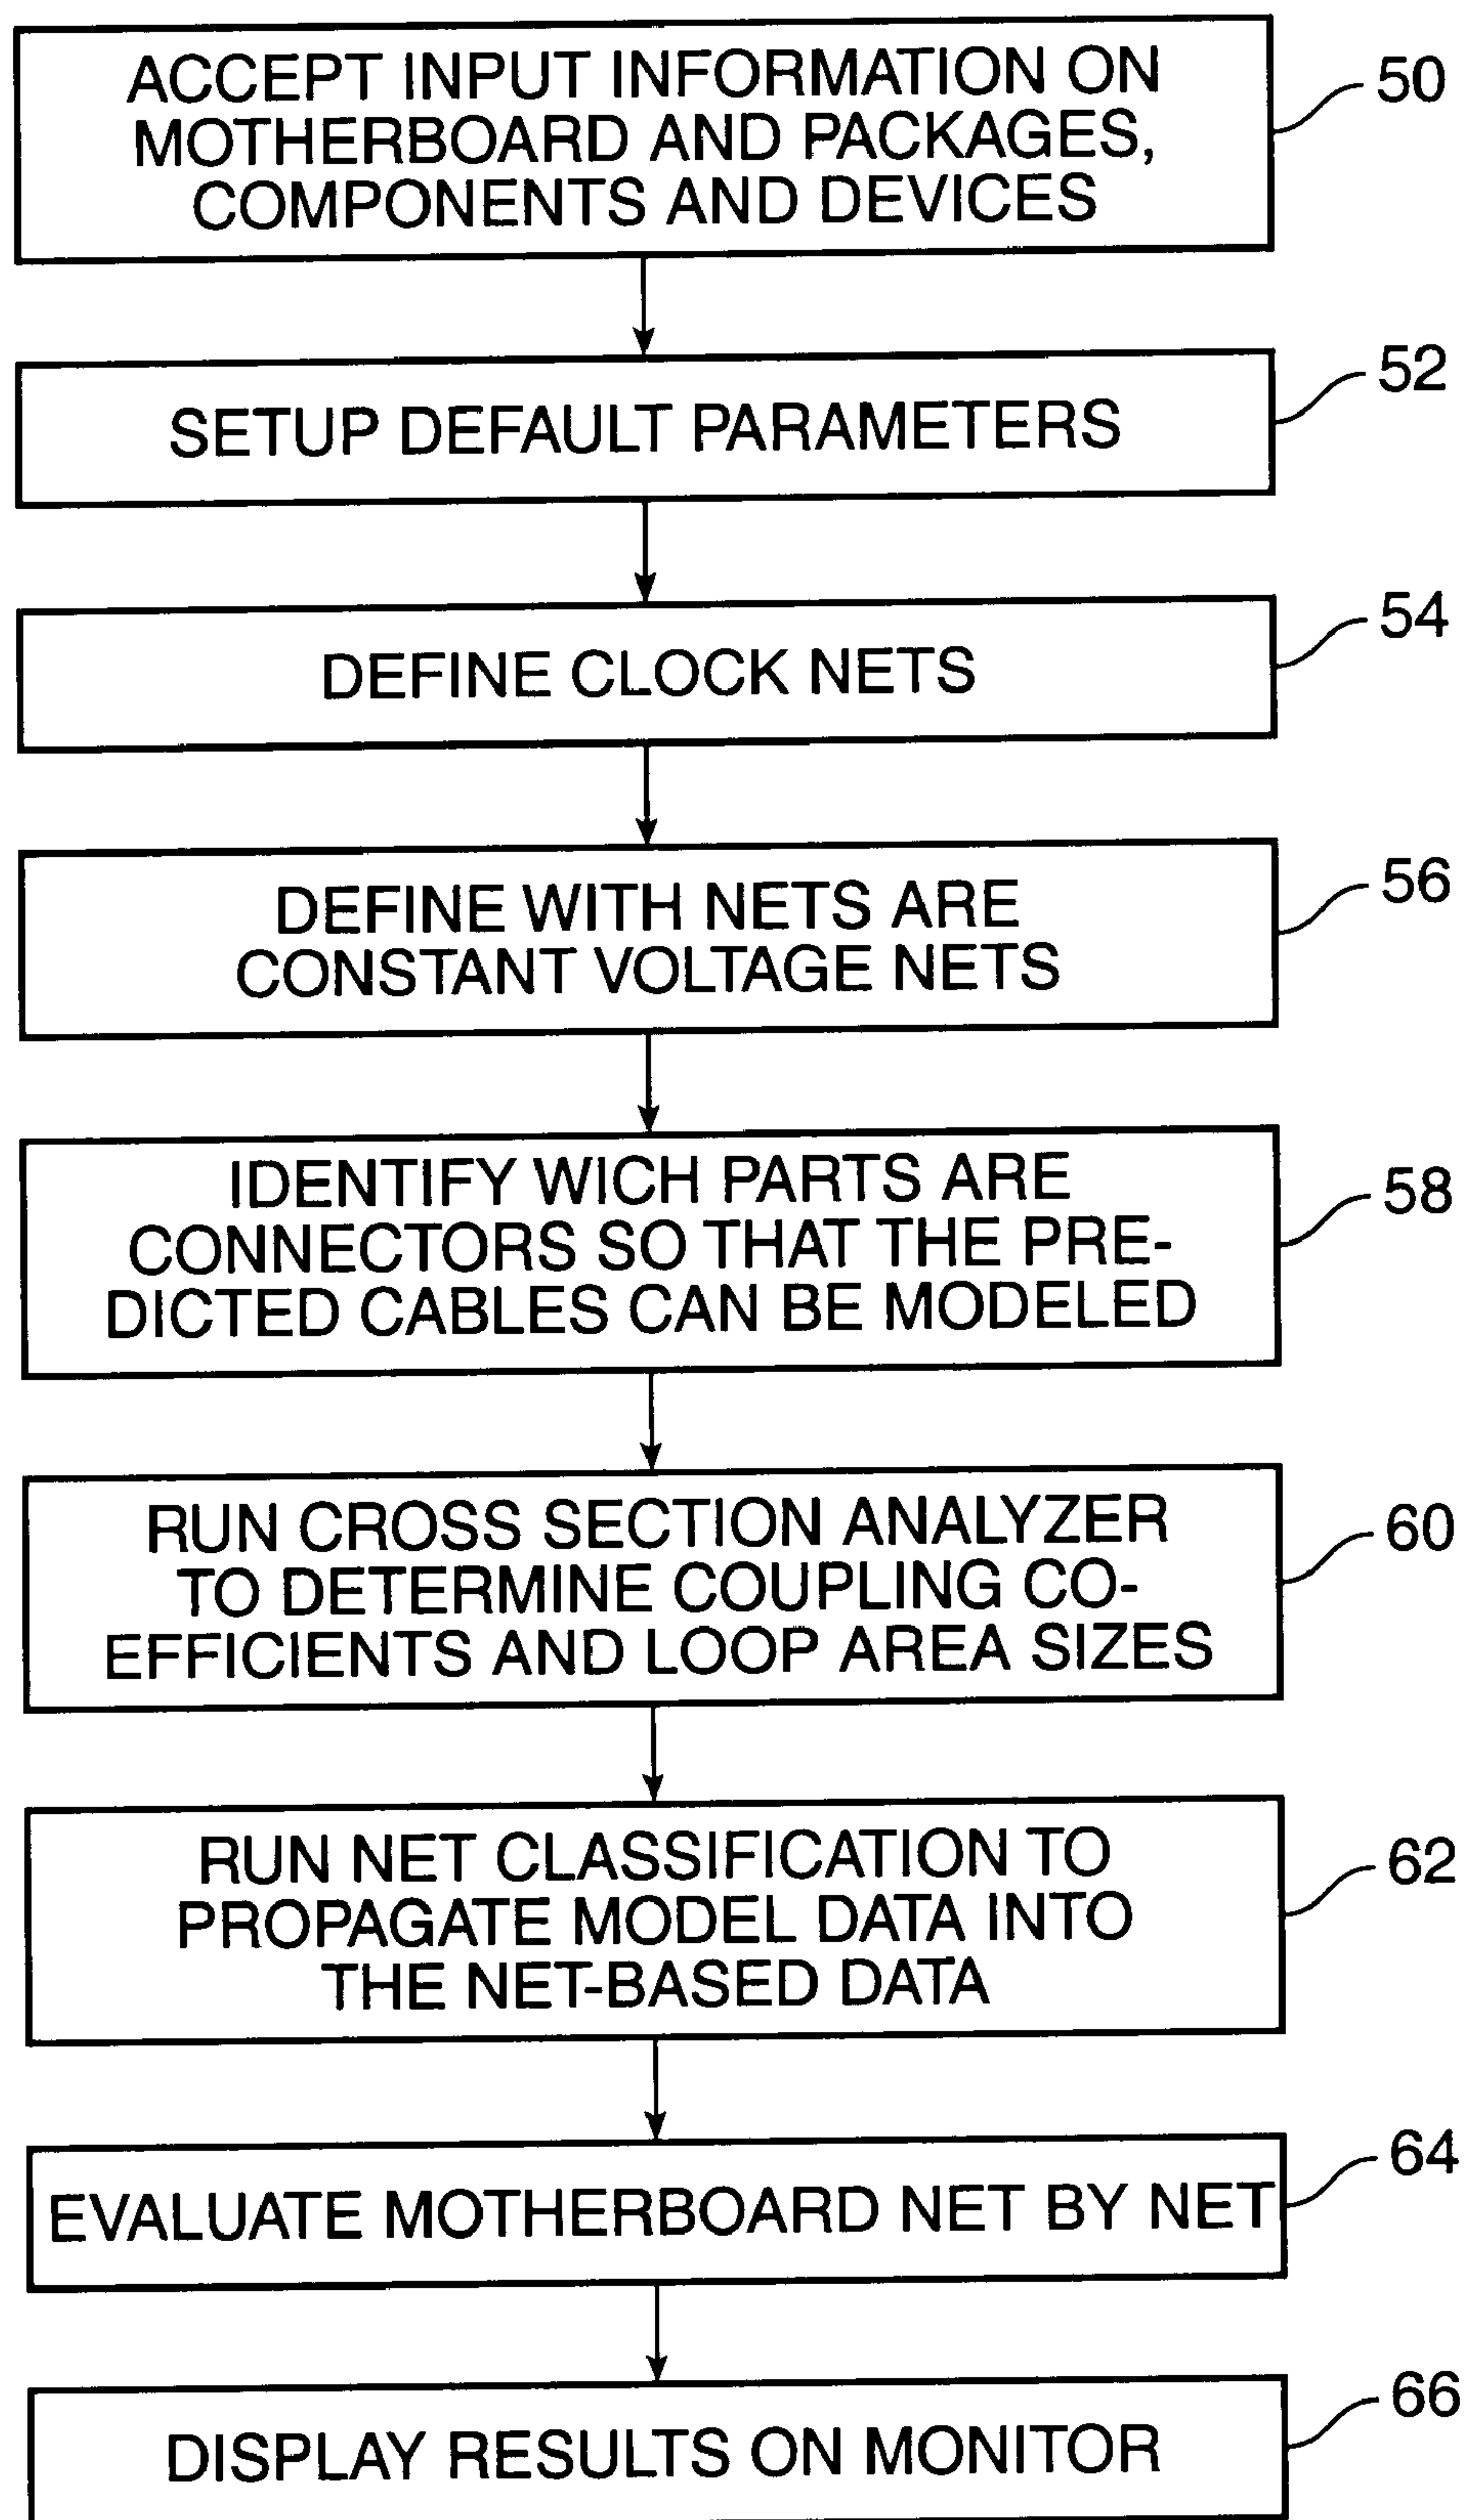 ACCEPT INPUT INFORMATION ON
MOTHERBOARD AND PACKAGES,
COMPONENTS AND DEVICES
50
SETUP DEFAULT PARAMETERS
52
DEFINE CLOCK NETS
54
DEFINE WITH NETS ARE
CONSTANT VOLTAGE NETS
56
IDENTIFY WICH PARTS ARE
CONNECTORS SO THAT THE PRE-
DICTED CABLES CAN BE MODELED
58
RUN CROSS SECTION ANALYZER
TO DETERMINE COUPLING CO-
EFFICIENTS AND LOOP AREA SIZES
60
RUN NET CLASSIFICATION TO
PROPAGATE MODEL DATA INTO
THE NET-BASED DATA
62
EVALUATE MOTHERBOARD NET BY NET
64
DISPLAY RESULTS ON MONITOR
66